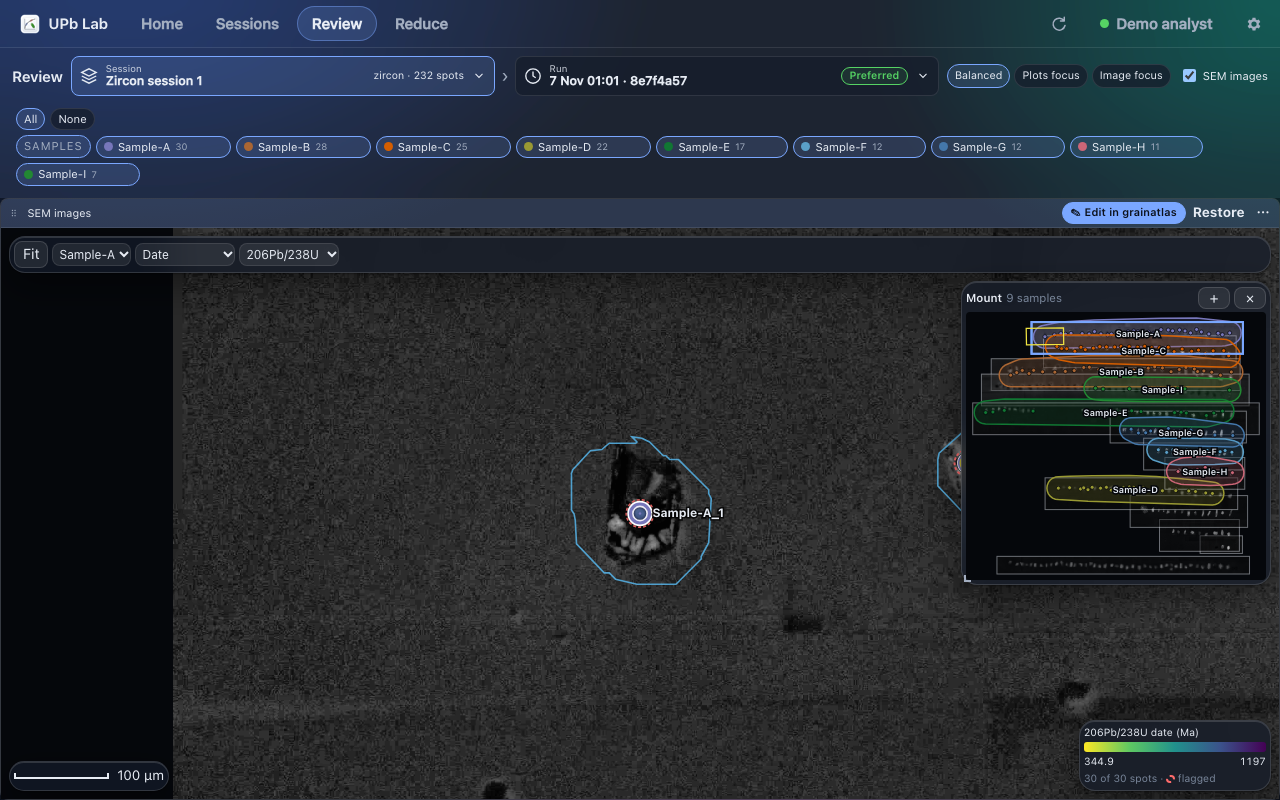 UPb Lab Home Sessions Review Reduce Demo analyst
Review
Session
Zircon session 1
zircon · 232 spots
›
Run
7 Nov 01:01 · 8e7f4a57
Preferred
Balanced Plots focus Image focus SEM images
All None
SAMPLES Sample-A 30 Sample-B 28 Sample-C 25 Sample-D 22 Sample-E 17 Sample-F 12 Sample-G 12 Sample-H 11
Sample-I 7
SEM images ✎ Edit in grainatlas Restore ···
Fit Sample-A Date 206Pb/238U
Mount 9 samples + ×
Sample-A
Sample-C
Sample-B
Sample-I
Sample-E
Sample-G
Sample-F
Sample-H
Sample-D
Sample-A_1
206Pb/238U date (Ma)
344.9 1197
30 of 30 spots · flagged
100 µm